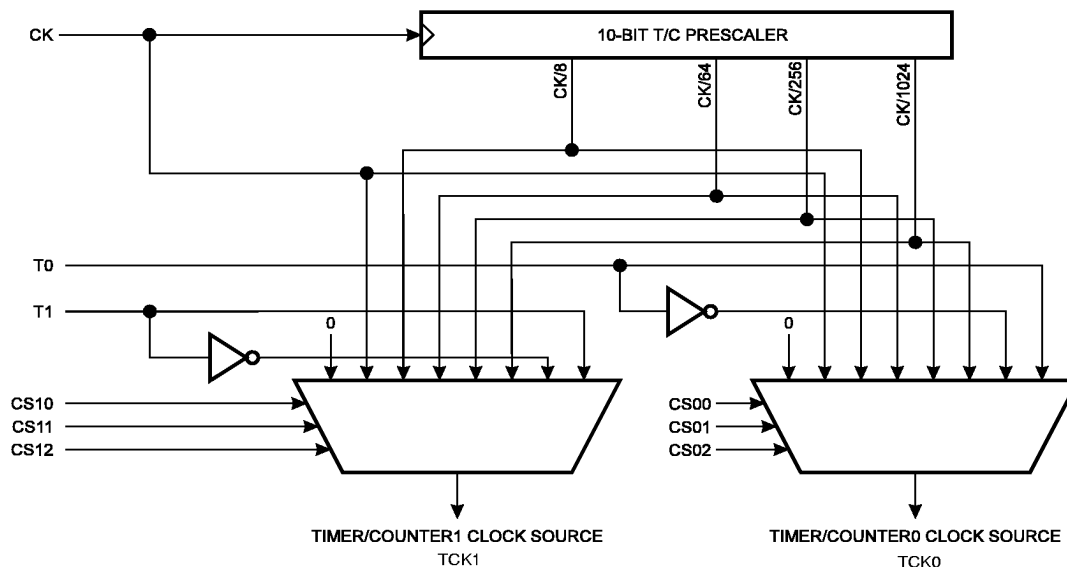 CK
10-BIT T/C PRESCALER
CK/8
CK/64
CK/256
CK/1024
T0
T1
0
0
CS10
CS11
CS12
CS00
CS01
CS02
TIMER/COUNTER1 CLOCK SOURCE
TCK1
TIMER/COUNTER0 CLOCK SOURCE
TCK0